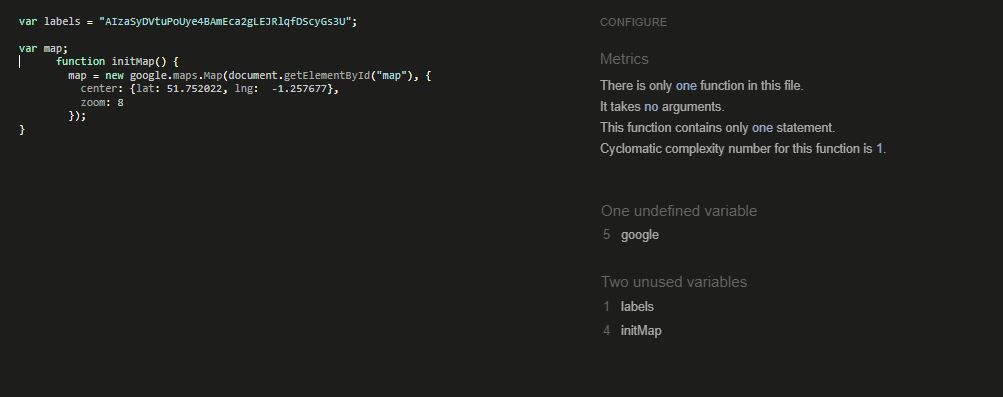 var labels = "AIzaSyDVtuPoUye4BAmEca2gLEJRlqfDScyGs3U";
var map;
function initMap() {
map = new google.maps.Map(document.getElementById("map"), {
center: {lat: 51.752022, lng: -1.257677},
zoom: 8
});
}
CONFIGURE
Metrics
There is only one function in this file.
It takes no arguments.
This function contains only one statement.
Cyclomatic complexity number for this function is 1.
One undefined variable
5 google
Two unused variables
1 labels
4 initMap